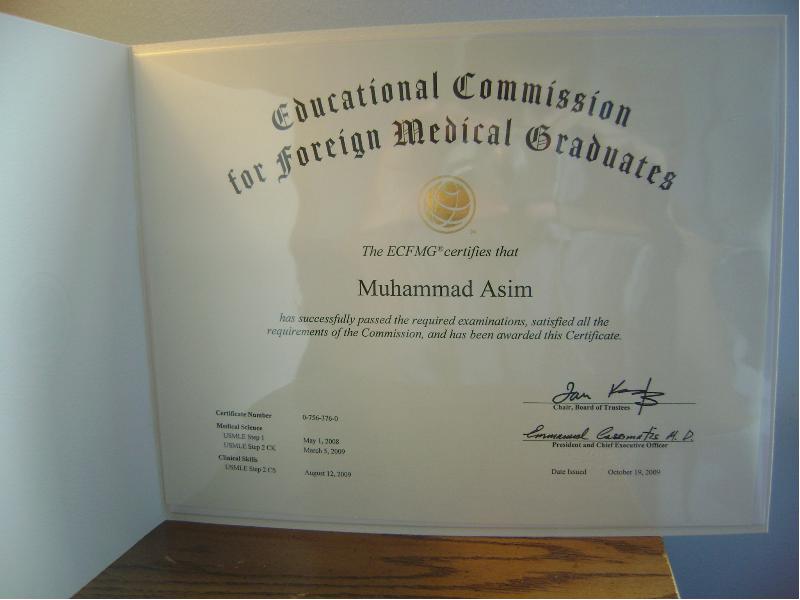 Educational Commission
for Foreign Medical Graduates
The ECFMG® certifies that
Muhammad Asim
has successfully passed the required examinations, satisfied all the
requirements of the Commission, and has been awarded this Certificate.
Certificate Number 0-756-376-0
Medical Science
USMLE Step 1 May 1, 2008
USMLE Step 2 CK March 5, 2009
Clinical Skills
USMLE Step 2 CS August 12, 2009
Chair, Board of Trustees
Emmanuel Cassimatis M.D.
President and Chief Executive Officer
Date Issued October 19, 2009